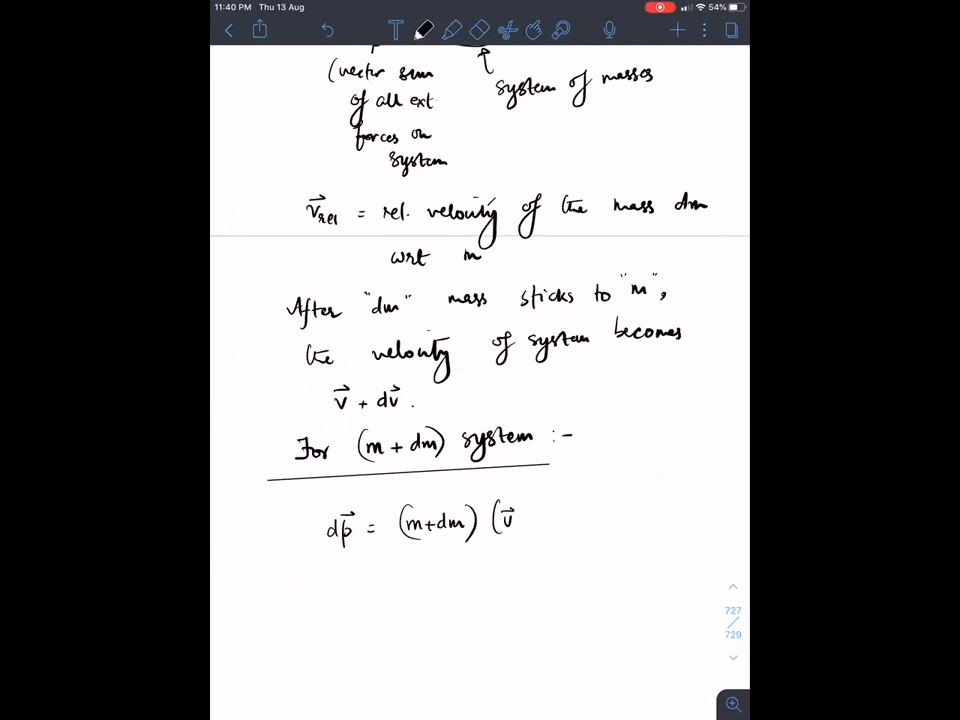 11:40 PM Thu 13 Aug
54%
(vector sum of all ext forces on system
system of masses
v⃗rel = rel. velocity of the mass dm
wrt m
After "dm" mass sticks to "m",
the velocity of system becomes
v⃗ + dv⃗ .
For (m + dm) system :-
dp⃗ = (m+dm) (v⃗
727
/
729